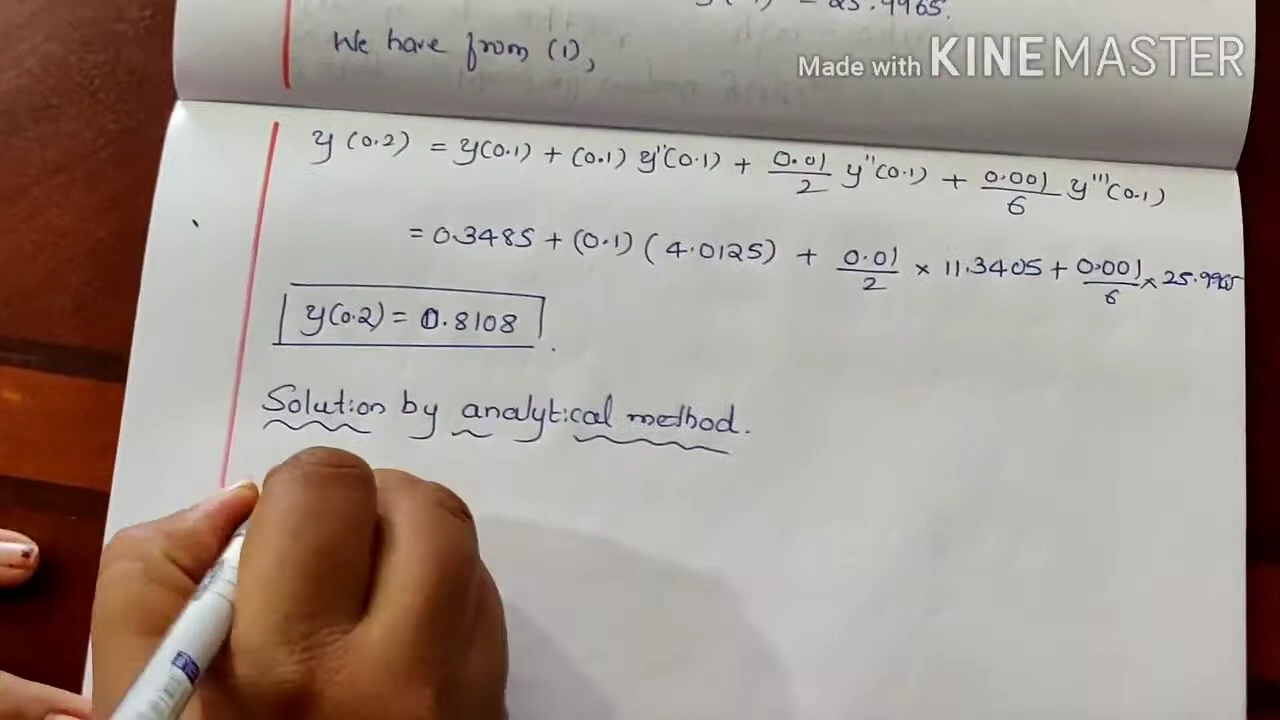 = 25.9965.
We have from (1),
Made with KINEMASTER
y(0.2) = y(0.1) + (0.1) y''(0.1) + 0.01/2 y''(0.1) + 0.001/6 y'''(0.1)
= 0.3485 + (0.1) (4.0125) + 0.01/2 × 11.3405 + 0.001/6 × 25.9965
y(0.2) = 0.8108
Solution by analytical method.